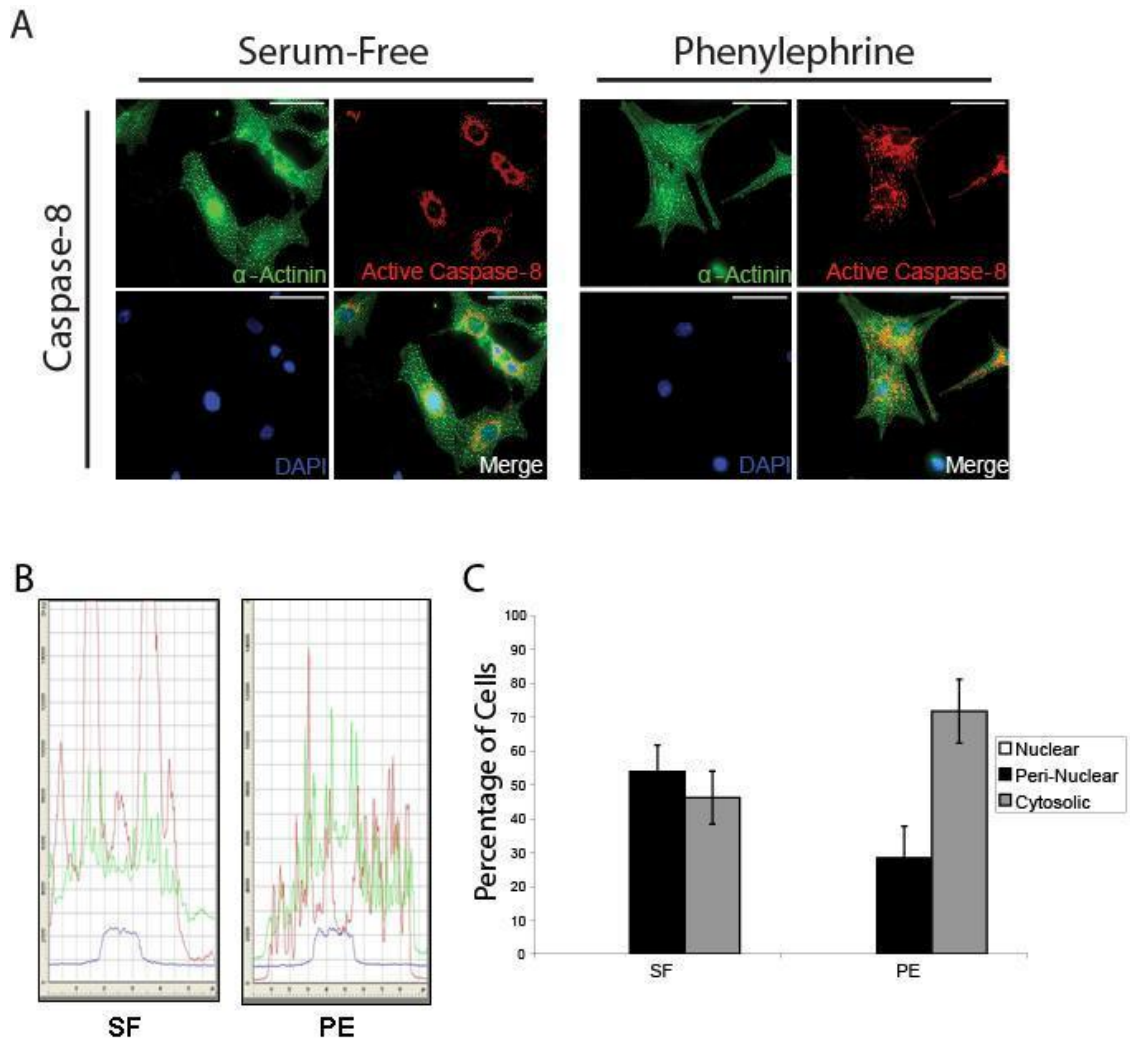 A
Serum-Free
Phenylephrine
Caspase-8
α-Actinin
Active Caspase-8
α-Actinin
Active Caspase-8
DAPI
Merge
DAPI
Merge
B
SF
PE
C
Percentage of Cells
100
90
80
70
60
50
40
30
20
10
0
SF
PE
Nuclear
Peri-Nuclear
Cytosolic